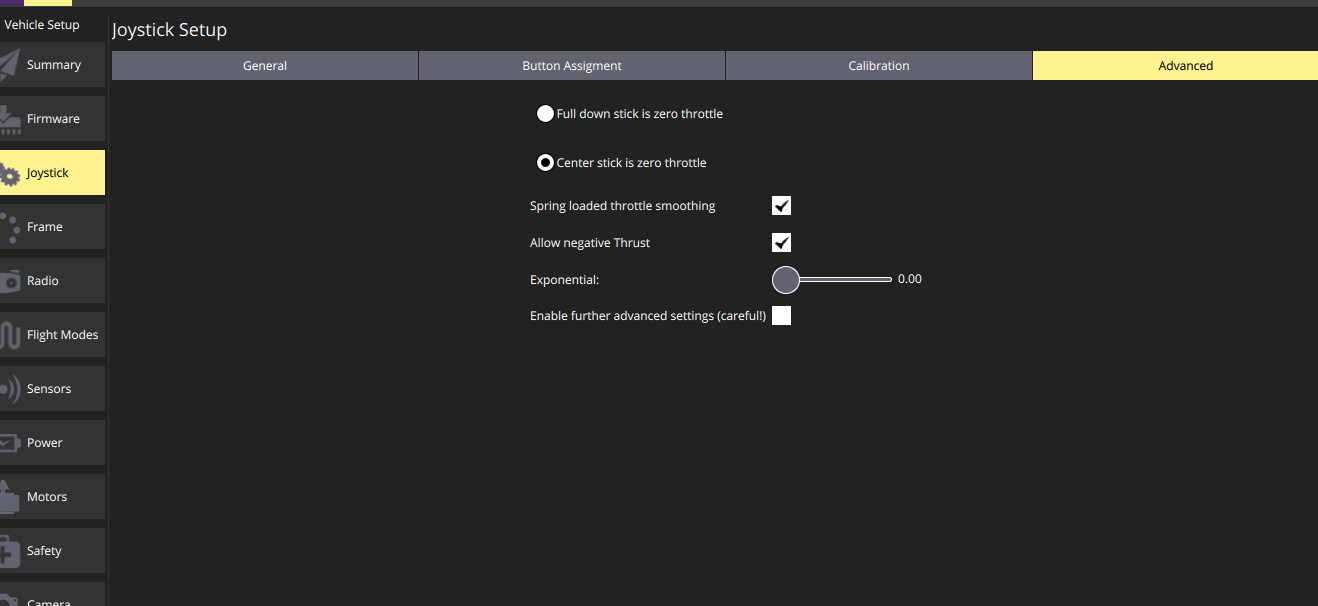 Vehicle Setup
Joystick Setup
Summary
Firmware
Joystick
Frame
Radio
Flight Modes
Sensors
Power
Motors
Safety
Camera
General
Button Assigment
Calibration
Advanced
Full down stick is zero throttle
Center stick is zero throttle
Spring loaded throttle smoothing
Allow negative Thrust
Exponential:
0.00
Enable further advanced settings (careful!)